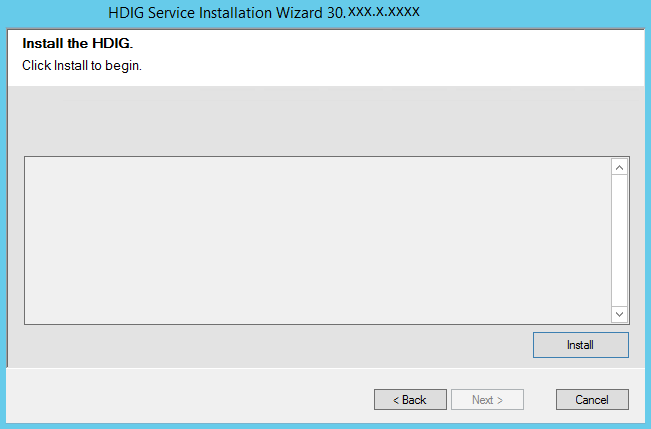 HDIG Service Installation Wizard 30.xxx.x.xxxx
Install the HDIG.
Click Install to begin.
Install
< Back
Next >
Cancel